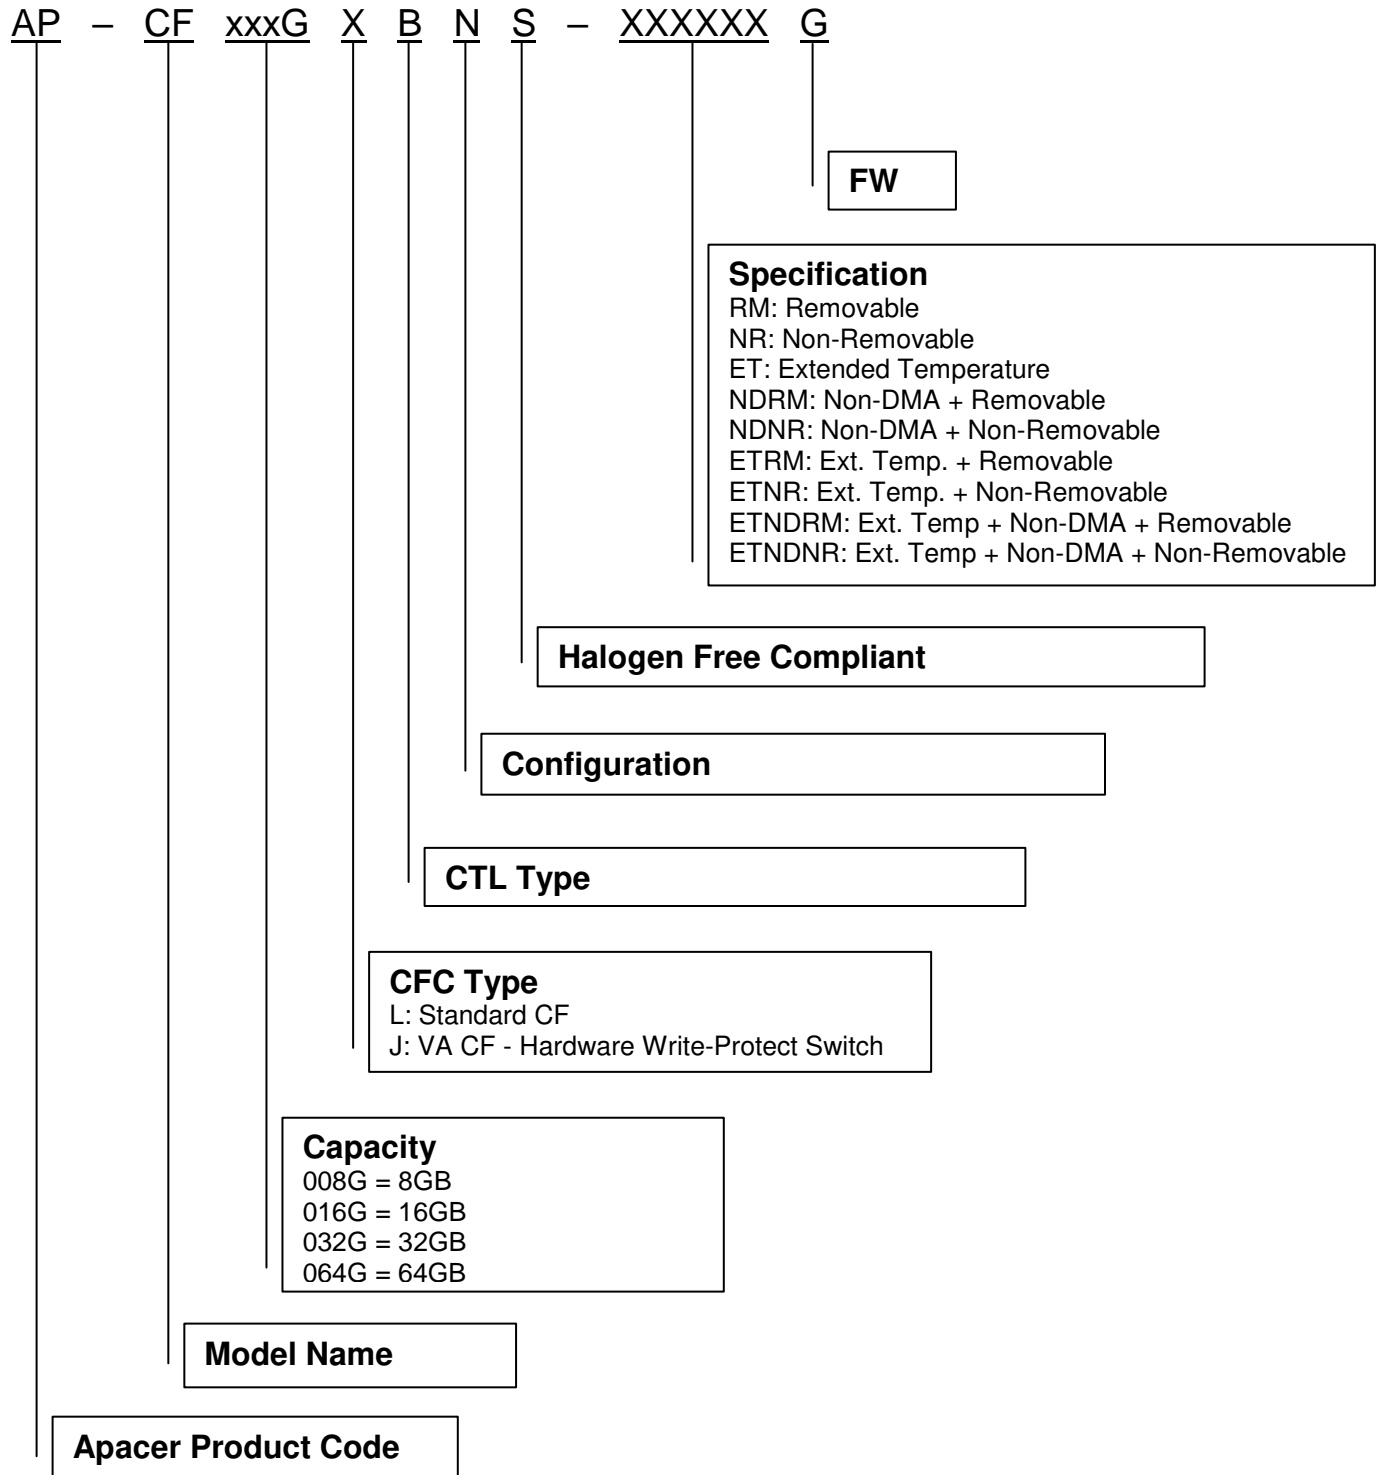 AP – CF xxxG X B N S – XXXXXX G
FW
Specification
RM: Removable
NR: Non-Removable
ET: Extended Temperature
NDRM: Non-DMA + Removable
NDNR: Non-DMA + Non-Removable
ETRM: Ext. Temp. + Removable
ETNR: Ext. Temp. + Non-Removable
ETNDRM: Ext. Temp + Non-DMA + Removable
ETNDNR: Ext. Temp + Non-DMA + Non-Removable
Halogen Free Compliant
Configuration
CTL Type
CFC Type
L: Standard CF
J: VA CF - Hardware Write-Protect Switch
Capacity
008G = 8GB
016G = 16GB
032G = 32GB
064G = 64GB
Model Name
Apacer Product Code